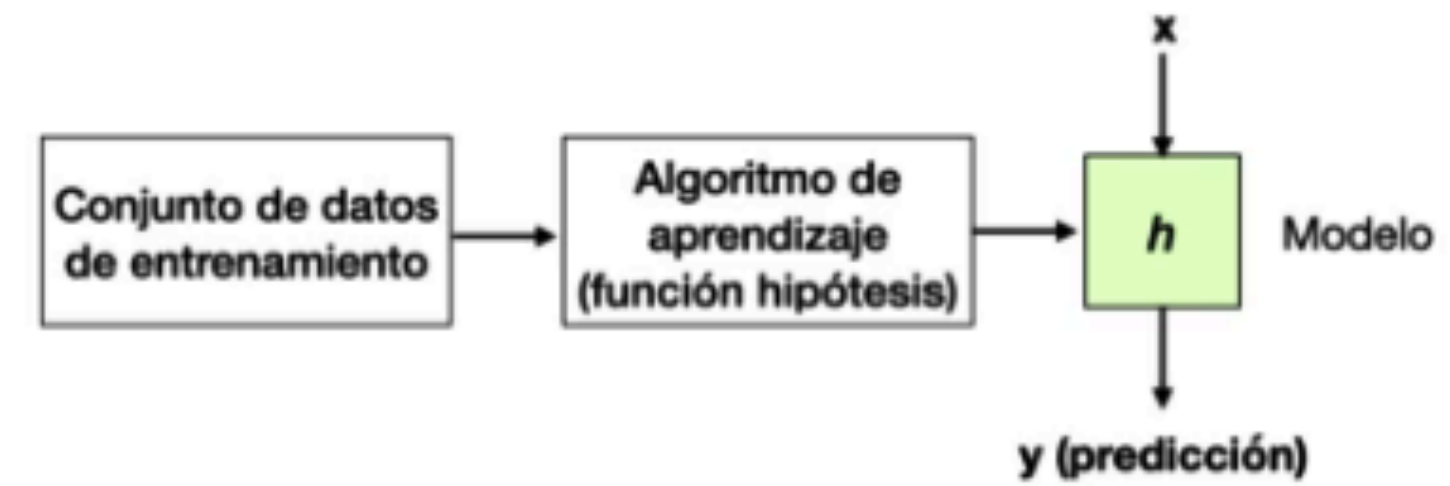 x
Conjunto de datos
de entrenamiento
Algoritmo de
aprendizaje
(función hipótesis)
h
Modelo
y (predicción)